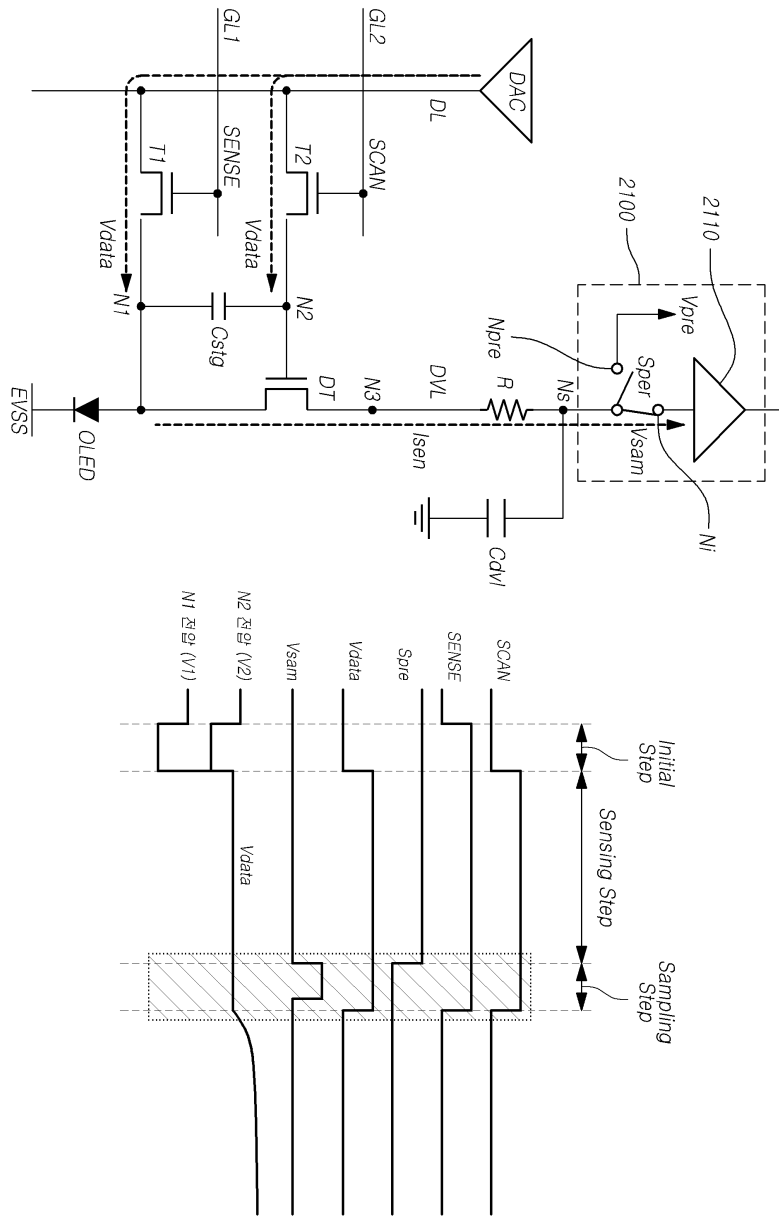 2100
2110
Vpre
Npre
Sper
Vsam
Ni
Ns
R
Cdvl
DVL
Isen
N3
DT
DAC
DL
GL2
SCAN
T2
Vdata
N2
GL1
SENSE
T1
Vdata
N1
Cstg
OLED
EVSS
Initial
Step
Sensing Step
Sampling
Step
SCAN
SENSE
Spre
Vdata
Vsam
N2 전압 (V2)
Vdata
N1 전압 (V1)